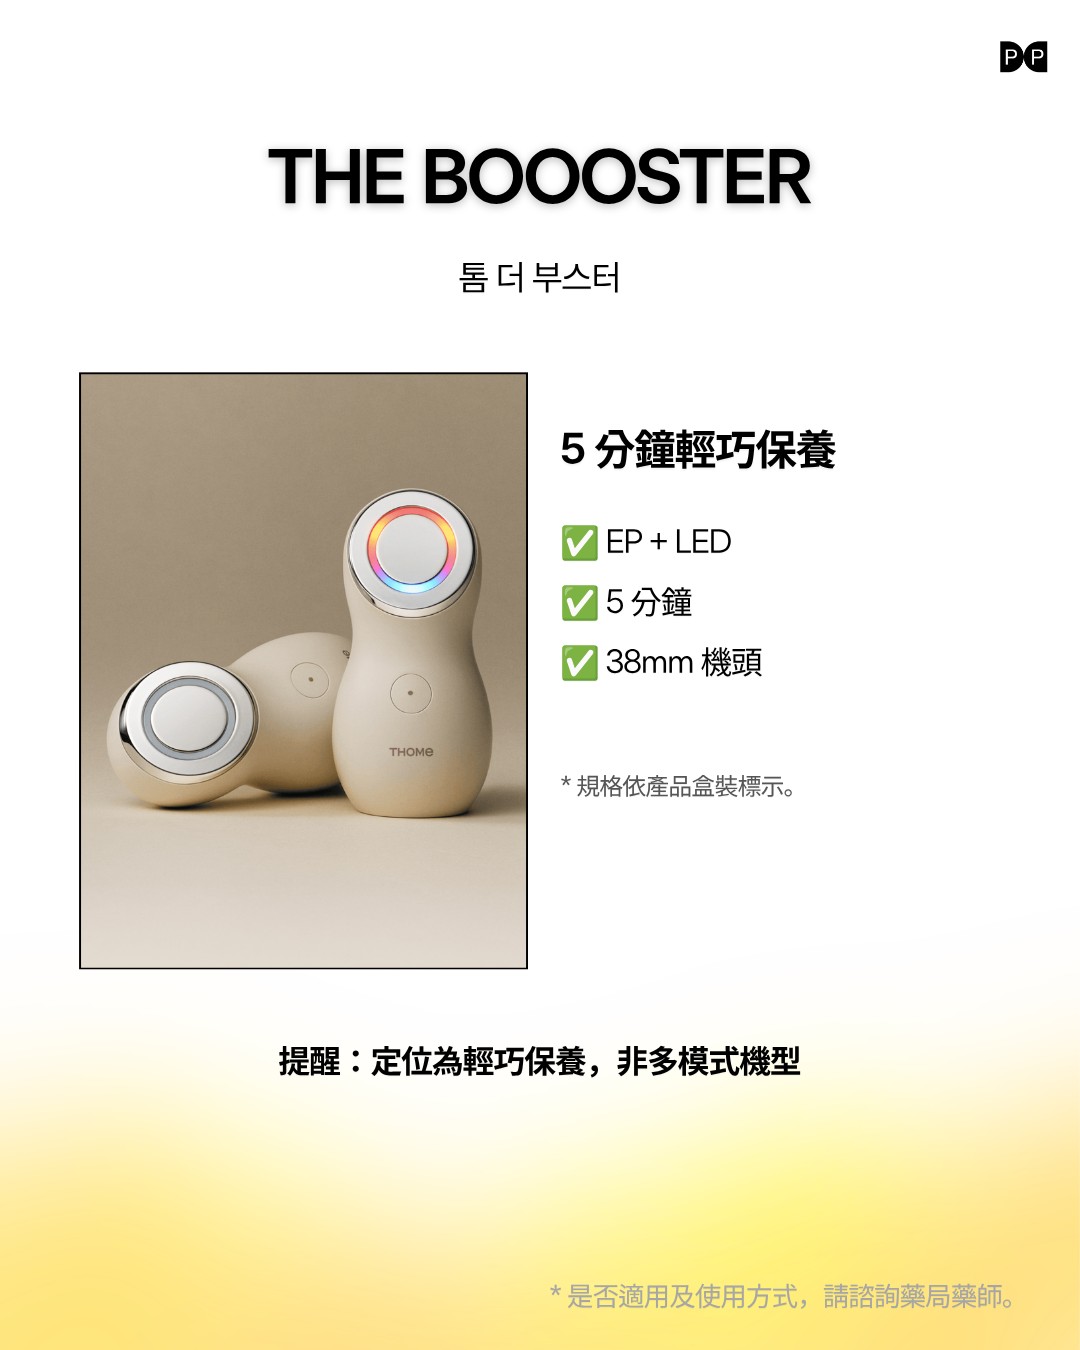 PP
THE BOOOSTER
톰 더 부스터
5 分鐘輕巧保養
✅ EP + LED
✅ 5 分鐘
✅ 38mm 機頭
THOME
* 規格依產品盒裝標示。
提醒：定位為輕巧保養，非多模式機型
* 是否適用及使用方式，請諮詢藥局藥師。